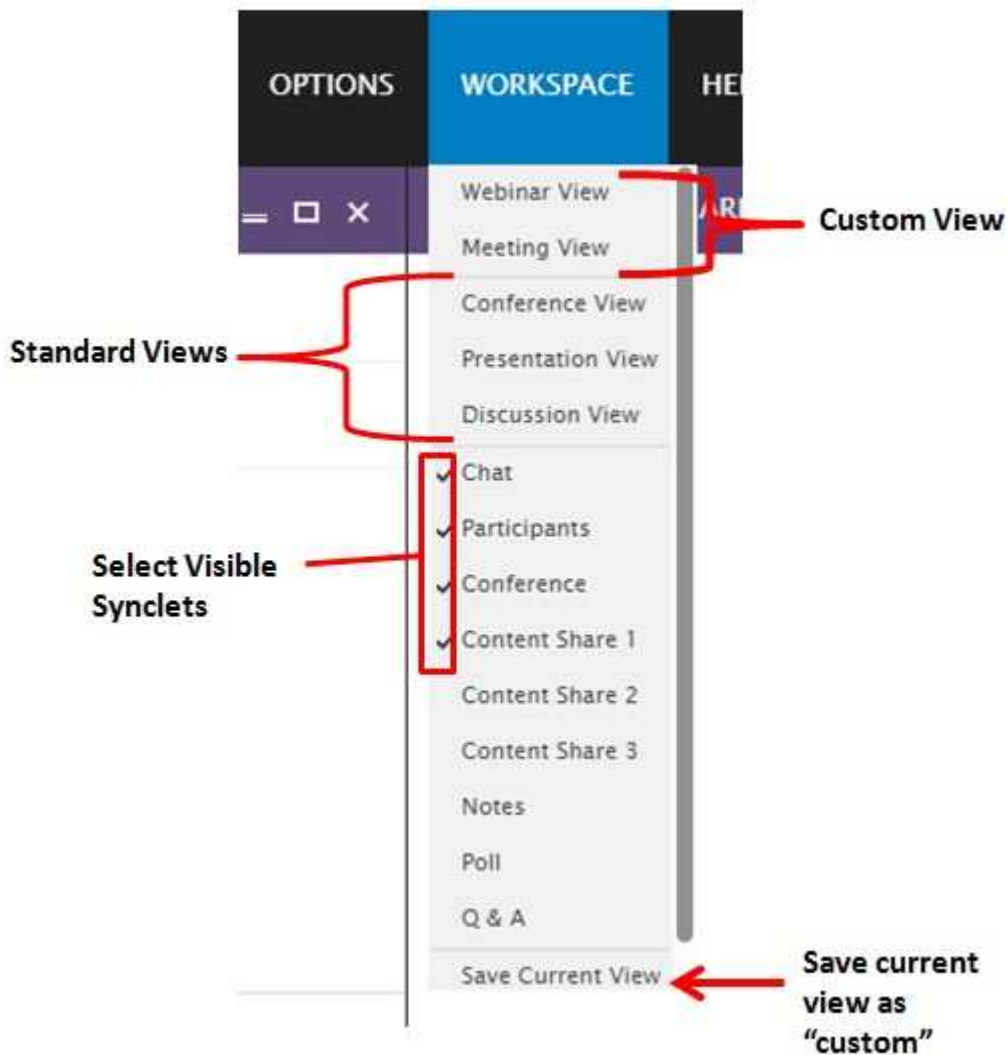 OPTIONS WORKSPACE
Webinar View
Custom View
Meeting View
Conference View
Standard Views
Presentation View
Discussion View
Chat
Participants
Select Visible
Synclets
Conference
Content Share 1
Content Share 2
Content Share 3
Notes
Poll
Q & A
Save Current View
Save current
view as
“custom”